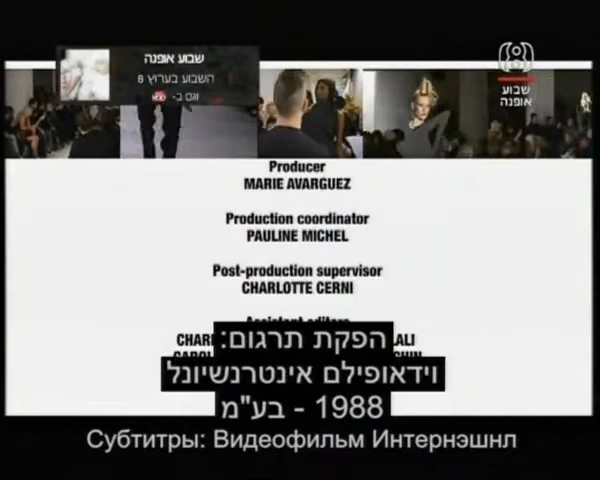 שבוע אופנה
השבוע בערוץ 8
וגם ב-
שבוע
אופנה
Producer
MARIE AVARGUEZ
Production coordinator
PAULINE MICHEL
Post-production supervisor
CHARLOTTE CERNI
הפקת תרגום:
וידאופילם אינטרנשיונל
1988 - בע"מ
Субтитры: Видеофильм Интернэшнл